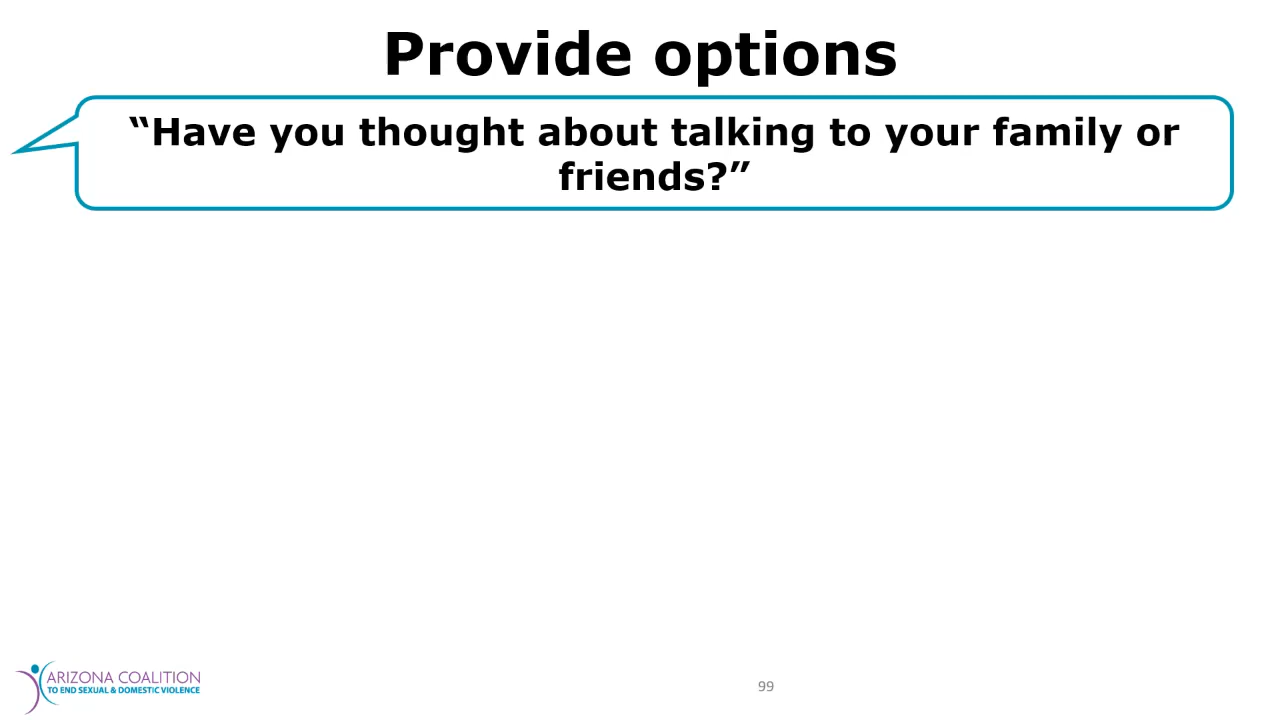 Provide options
“Have you thought about talking to your family or
friends?”
ARIZONA COALITION
TO END SEXUAL & DOMESTIC VIOLENCE
99